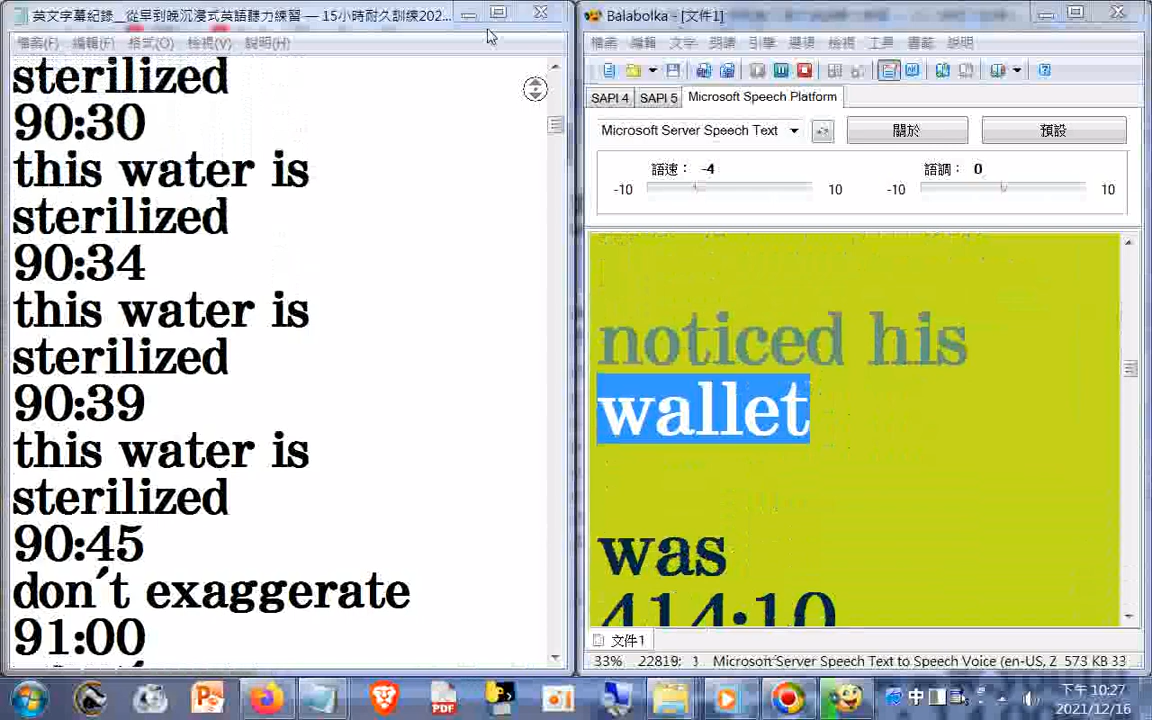 英文字幕紀錄__從早到晚沉浸式英語聽力練習 — 15小時耐久訓練202...
檔案(F) 編輯(F) 格式(O) 檢視(V) 說明(H)
sterilized
90:30
this water is
sterilized
90:34
this water is
sterilized
90:39
this water is
sterilized
90:45
don´t exaggerate
91:00
Balabolka - [文件1]
檔案 編輯 文字 朗讀 引擎 選項 檢視 工具 書籤 說明
SAPI 4 SAPI 5 Microsoft Speech Platform
Microsoft Server Speech Text 關於 預設
語速： -4 語調： 0
-10 10 -10 10
noticed his
wallet
was
414:10
文件1
33% 22819: 1 Microsoft Server Speech Text to Speech Voice (en-US, Z 573 KB 33
PDF 中 下午 10:27
2021/12/16